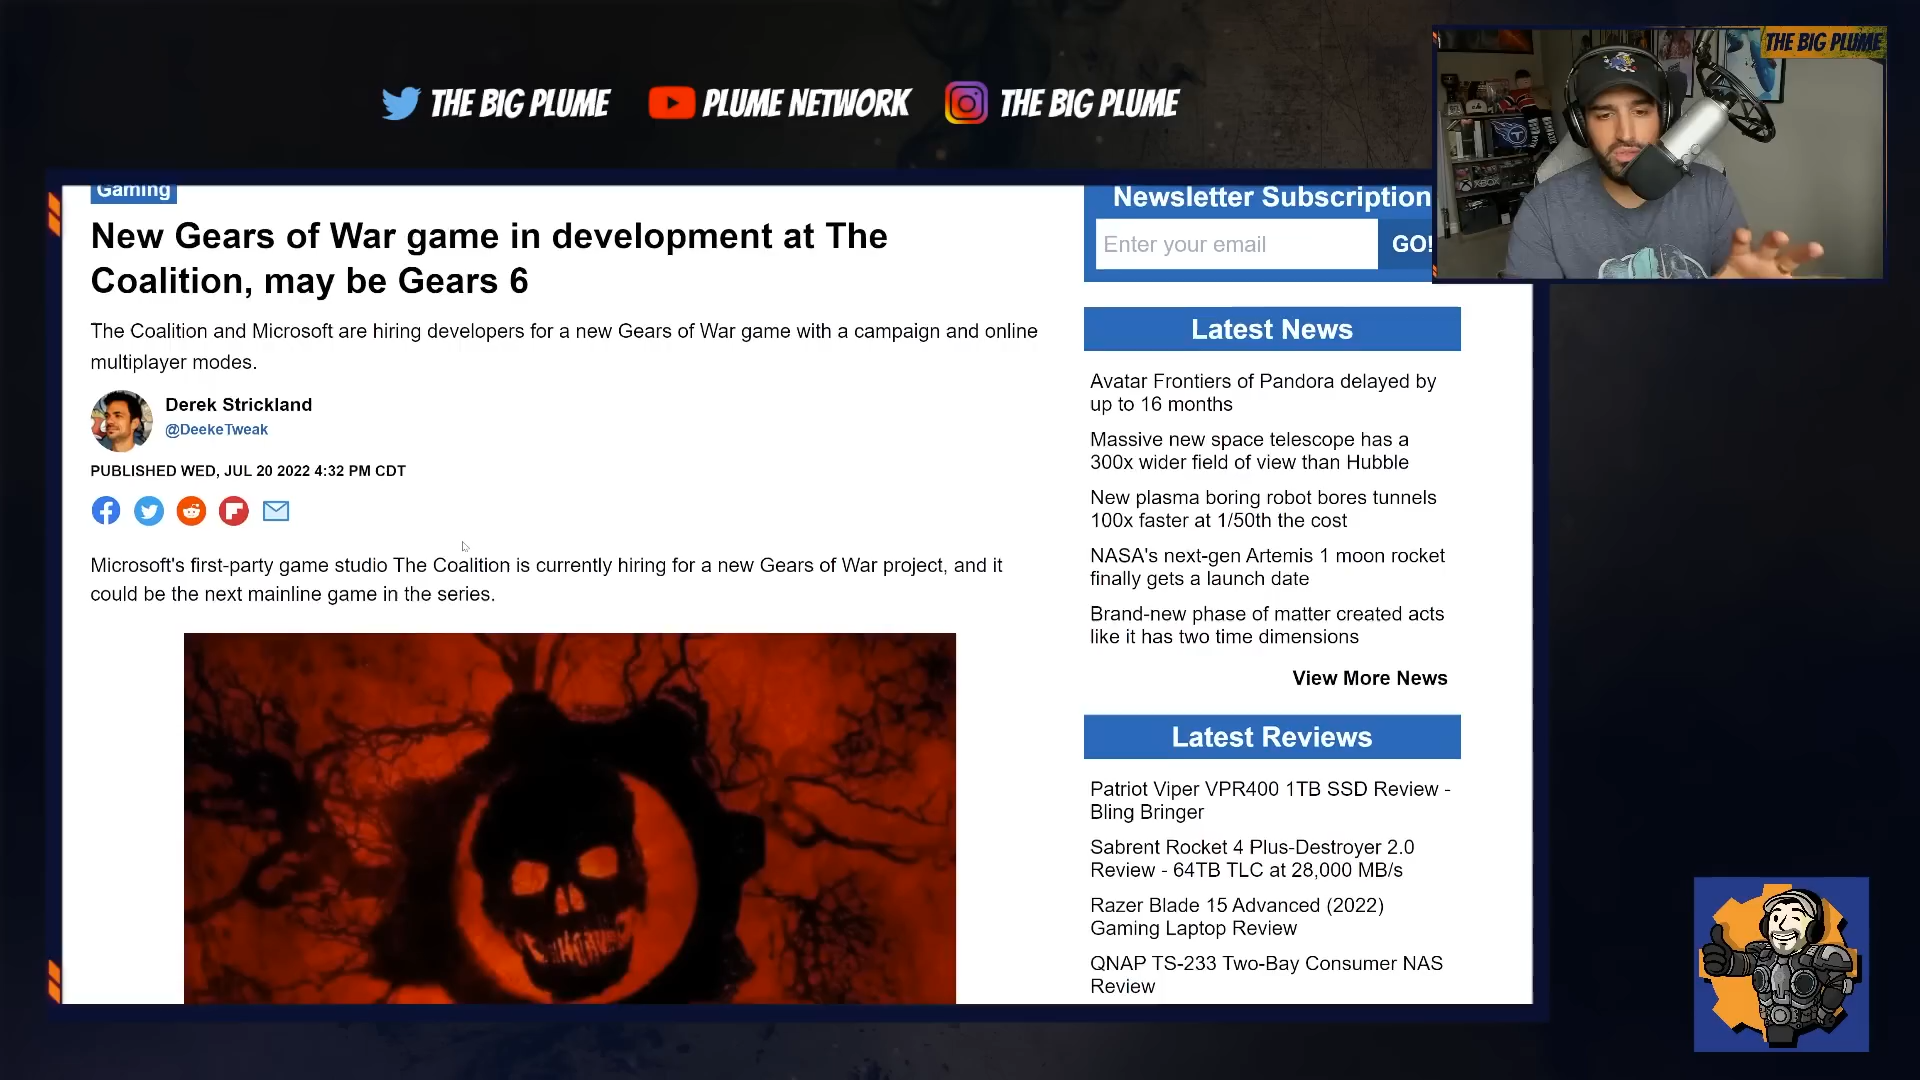 THE BIG PLUME
THE BIG PLUME
PLUME NETWORK
THE BIG PLUME
Gaming
New Gears of War game in development at The
Coalition, may be Gears 6
The Coalition and Microsoft are hiring developers for a new Gears of War game with a campaign and online
multiplayer modes.
Derek Strickland
@DeekeTweak
PUBLISHED WED, JUL 20 2022 4:32 PM CDT
Microsoft's first-party game studio The Coalition is currently hiring for a new Gears of War project, and it
could be the next mainline game in the series.
Newsletter Subscription
Enter your email
GO!
Latest News
Avatar Frontiers of Pandora delayed by
up to 16 months
Massive new space telescope has a
300x wider field of view than Hubble
New plasma boring robot bores tunnels
100x faster at 1/50th the cost
NASA's next-gen Artemis 1 moon rocket
finally gets a launch date
Brand-new phase of matter created acts
like it has two time dimensions
View More News
Latest Reviews
Patriot Viper VPR400 1TB SSD Review -
Bling Bringer
Sabrent Rocket 4 Plus-Destroyer 2.0
Review - 64TB TLC at 28,000 MB/s
Razer Blade 15 Advanced (2022)
Gaming Laptop Review
QNAP TS-233 Two-Bay Consumer NAS
Review
XBOX